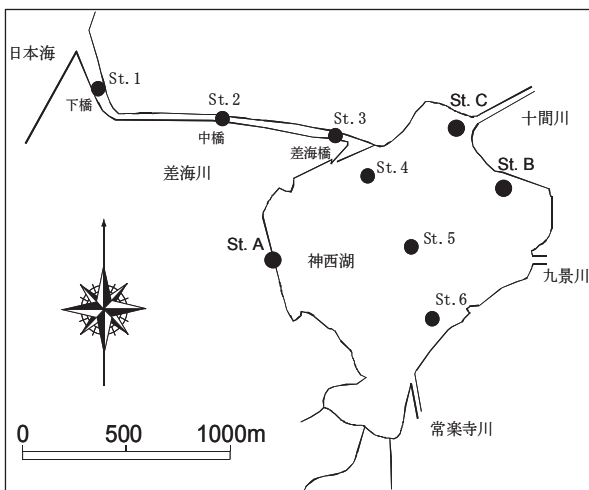 日本海
St. 1
下橋
St. 2
中橋
St. 3
差海橋
差海川
St. C
十間川
St. 4
St. B
St. A
神西湖
St. 5
九景川
St. 6
常楽寺川
0 500 1000m